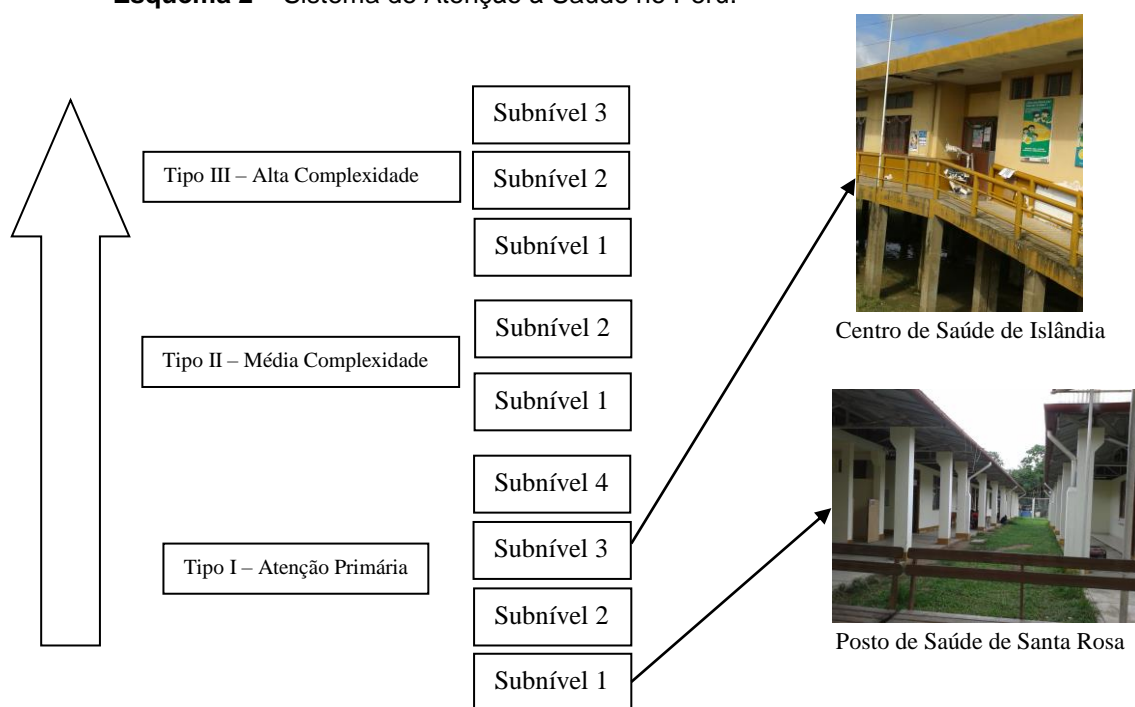 Esquema 2 – Sistema de Atenção à Saúde no Peru.
Subnível 3
Tipo III – Alta Complexidade
Subnível 2
Subnível 1
Subnível 2
Tipo II – Média Complexidade
Subnível 1
Subnível 4
Subnível 3
Tipo I – Atenção Primária
Subnível 2
Subnível 1
Centro de Saúde de Islândia
Posto de Saúde de Santa Rosa